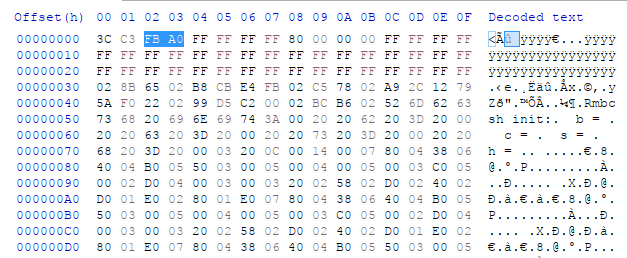 Offset(h) 00 01 02 03 04 05 06 07 08 09 0A 0B 0C 0D 0E 0F Decoded text
00000000 3C C3 FB A0 FF FF FF FF 80 00 00 00 FF FF FF FF <Ãû ÿÿÿÿ€...ÿÿÿÿ
00000010 FF FF FF FF FF FF FF FF FF FF FF FF FF FF FF FF ÿÿÿÿÿÿÿÿÿÿÿÿÿÿÿÿ
00000020 FF FF FF FF FF FF FF FF FF FF FF FF FF FF FF FF ÿÿÿÿÿÿÿÿÿÿÿÿÿÿÿÿ
00000030 02 8B 65 02 B8 CB E4 FB 02 C5 78 02 A9 2C 12 79 .‹e.¸Ëäû.Åx.©,.y
00000040 5A F0 22 02 99 D5 C2 00 02 BC B6 02 52 6D 62 63 Zð".™ÕÂ..¼¶.Rmbc
00000050 73 68 20 69 6E 69 74 3A 00 20 20 62 20 3D 20 00 sh init:.  b = .
00000060 20 20 63 20 3D 20 00 20 20 73 20 3D 20 00 20 20   c = .  s = .
00000070 68 20 3D 20 00 03 20 0C 00 14 00 07 80 04 38 06 h = .. .....€.8.
00000080 40 04 B0 05 50 03 00 05 00 04 00 05 00 03 C0 05 @.°.P.........À.
00000090 00 02 D0 04 00 03 00 03 20 02 58 02 D0 02 40 02 ..Ð..... .X.Ð.@.
000000A0 D0 01 E0 02 80 01 E0 07 80 04 38 06 40 04 B0 05 Ð.à.€.à.€.8.@.°.
000000B0 50 03 00 05 00 04 00 05 00 03 C0 05 00 02 D0 04 P.........À...Ð.
000000C0 00 03 00 03 20 02 58 02 D0 02 40 02 D0 01 E0 02 .... .X.Ð.@.Ð.à.
000000D0 80 01 E0 07 80 04 38 06 40 04 B0 05 50 03 00 05 €.à.€.8.@.°.P...